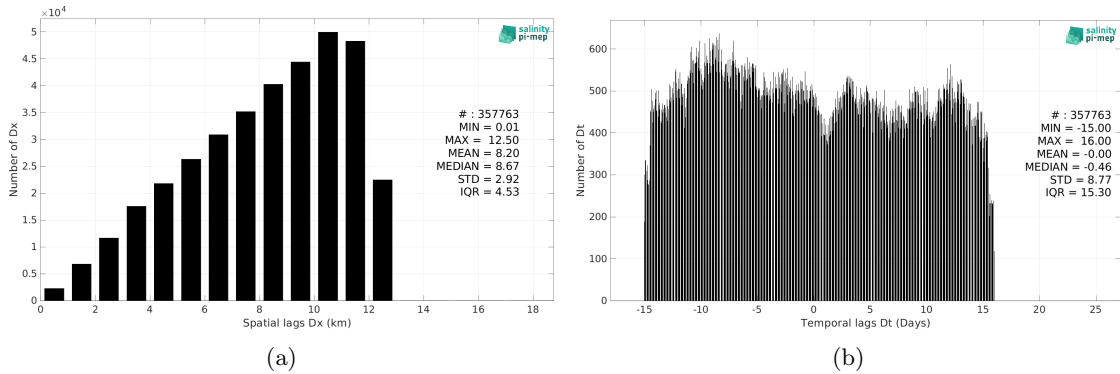 ×10⁴
5
4.5
4
3.5
3
2.5
2
1.5
1
0.5
0
Number of Dx
0 2 4 6 8 10 12 14 16 18
Spatial lags Dx (km)
salinity
pi-mep
# : 357763
MIN = 0.01
MAX = 12.50
MEAN = 8.20
MEDIAN = 8.67
STD = 2.92
IQR = 4.53
(a)
600
500
400
300
200
100
0
Number of Dt
-15 -10 -5 0 5 10 15 20 25
Temporal lags Dt (Days)
salinity
pi-mep
# : 357763
MIN = -15.00
MAX = 16.00
MEAN = -0.00
MEDIAN = -0.46
STD = 8.77
IQR = 15.30
(b)